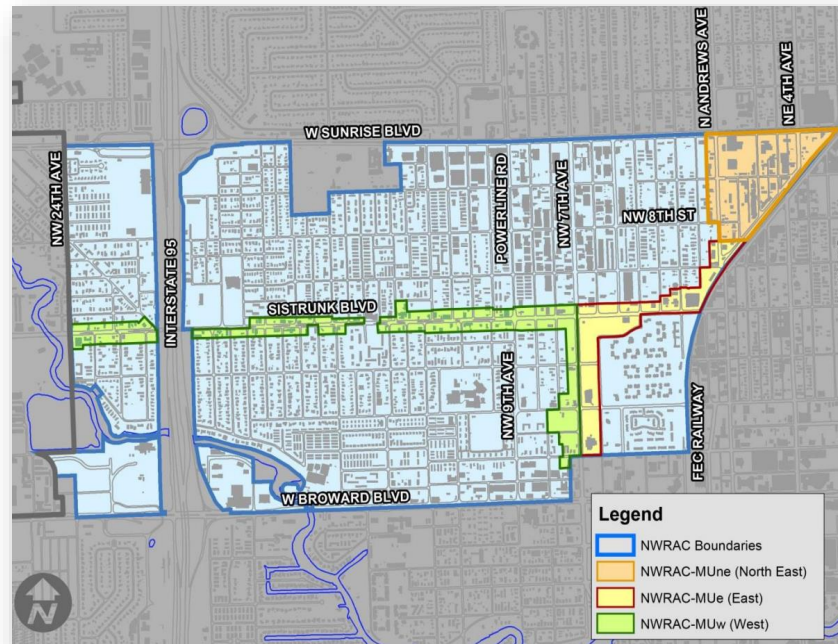 N ANDREWS AVE
NE 4TH AVE
W SUNRISE BLVD
NW 24TH AVE
INTERSTATE 95
POWERLINE RD
NW 7TH AVE
NW 8TH ST
SISTRUNK BLVD
NW 9TH AVE
FEC RAILWAY
W BROWARD BLVD
N
Legend
NWRAC Boundaries
NWRAC-MUne (North East)
NWRAC-MUe (East)
NWRAC-MUw (West)